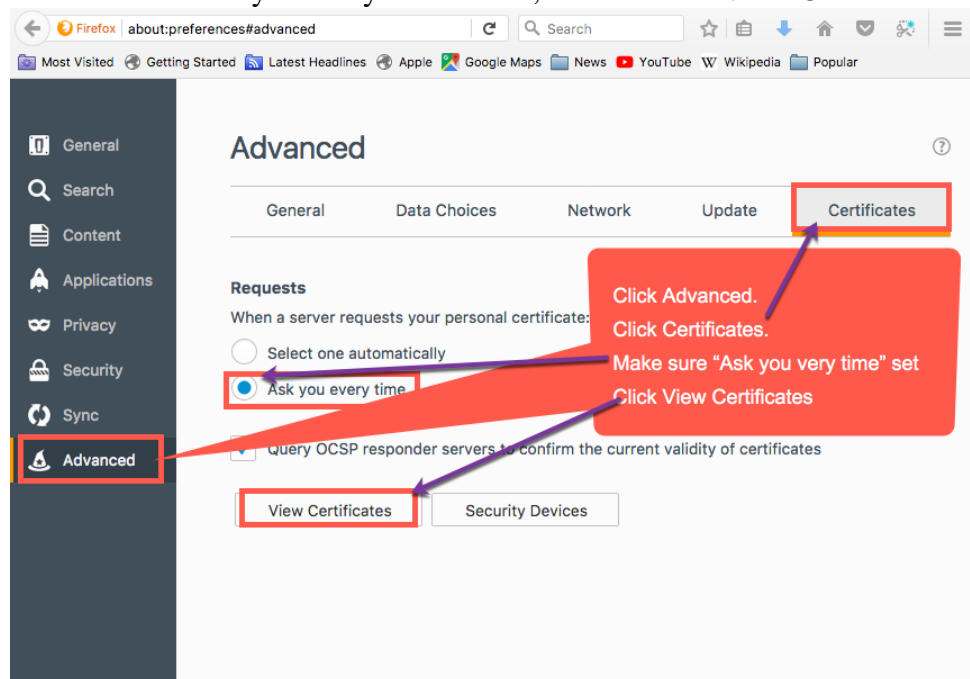 Firefox about:preferences#advanced Search
Most Visited Getting Started Latest Headlines Apple Google Maps News YouTube W Wikipedia Popular
General
Search
Content
Applications
Privacy
Security
Sync
Advanced
Advanced ?
General Data Choices Network Update Certificates
Requests
When a server requests your personal certificate:
Select one automatically
Ask you every time
Query OCSP responder servers to confirm the current validity of certificates
View Certificates Security Devices
Click Advanced.
Click Certificates.
Make sure “Ask you very time” set
Click View Certificates